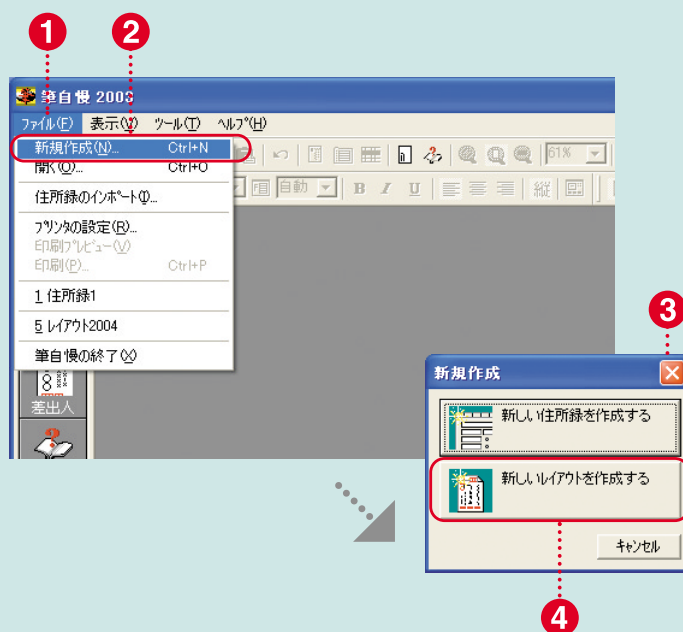 1 2
筆自慢 2003
ファイル(F) 表示(V) ツール(T) ヘルプ(H)
新規作成(N)... Ctrl+N
開く(O)... Ctrl+O
住所録のインポート(I)...
プリンタの設定(R)...
印刷プレビュー(V)
印刷(P)... Ctrl+P
1 住所録1
5 レイアウト2004
筆自慢の終了(X)
61%
自動
B I U
縦
差出人
3
新規作成
新しい住所録を作成する
新しいレイアウトを作成する
キャンセル
4